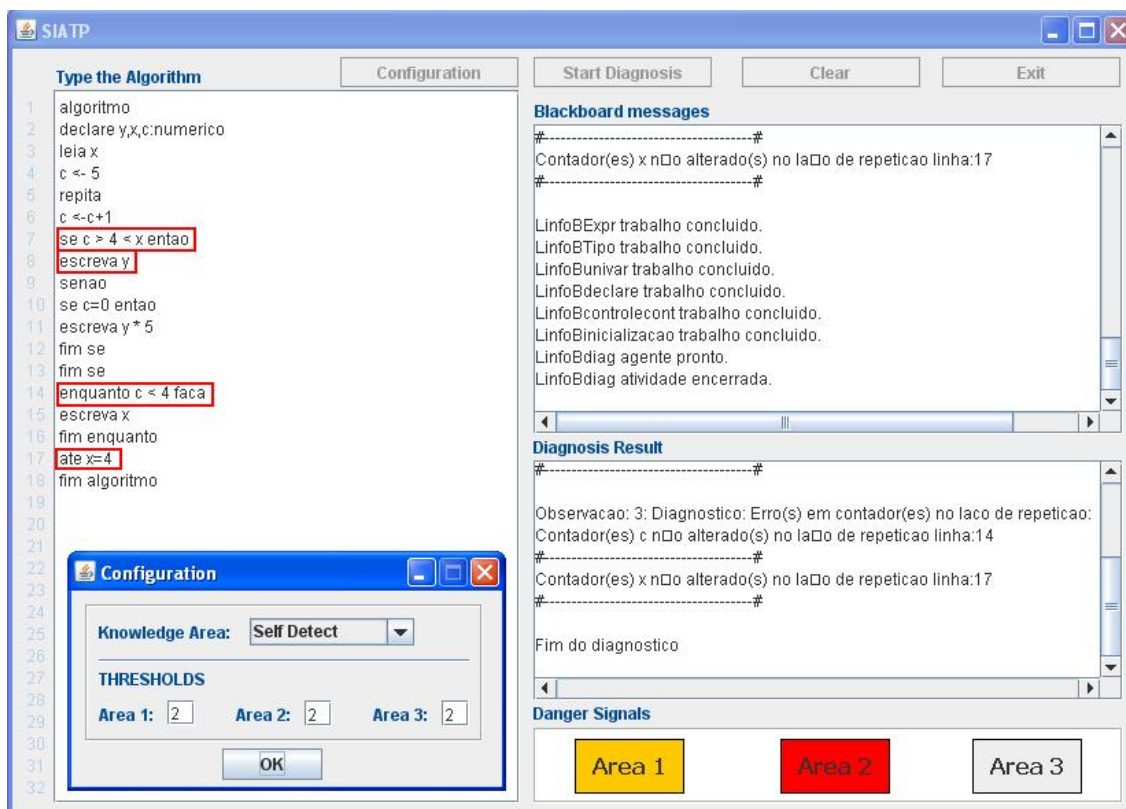 SIATP
Type the Algorithm
Configuration
Start Diagnosis
Clear
Exit
1 algoritmo
2 declare y,x,c:numerico
3 leia x
4 c <- 5
5 repita
6 c <-c+1
7 se c > 4 < x entao
8 escreva y
9 senao
10 se c=0 entao
11 escreva y * 5
12 fim se
13 fim se
14 enquanto c < 4 faca
15 escreva x
16 fim enquanto
17 ate x=4
18 fim algoritmo
19
20
21
22
23
24
25
26
27
28
29
30
31
32
Configuration
Knowledge Area: Self Detect
THRESHOLDS
Area 1: 2 Area 2: 2 Area 3: 2
OK
Blackboard messages
#--------------------------------------#
Contador(es) x n□o alterado(s) no la□o de repeticao linha:17
#--------------------------------------#
LinfoBExpr trabalho concluido.
LinfoBTipo trabalho concluido.
LinfoBunivar trabalho concluido.
LinfoBdeclare trabalho concluido.
LinfoBcontrolecont trabalho concluido.
LinfoBinicializacao trabalho concluido.
LinfoBdiag agente pronto.
LinfoBdiag atividade encerrada.
Diagnosis Result
#--------------------------------------#
Observacao: 3: Diagnostico: Erro(s) em contador(es) no laco de repeticao:
Contador(es) c n□o alterado(s) no la□o de repeticao linha:14
#--------------------------------------#
Contador(es) x n□o alterado(s) no la□o de repeticao linha:17
#--------------------------------------#
Fim do diagnostico
Danger Signals
Area 1
Area 2
Area 3